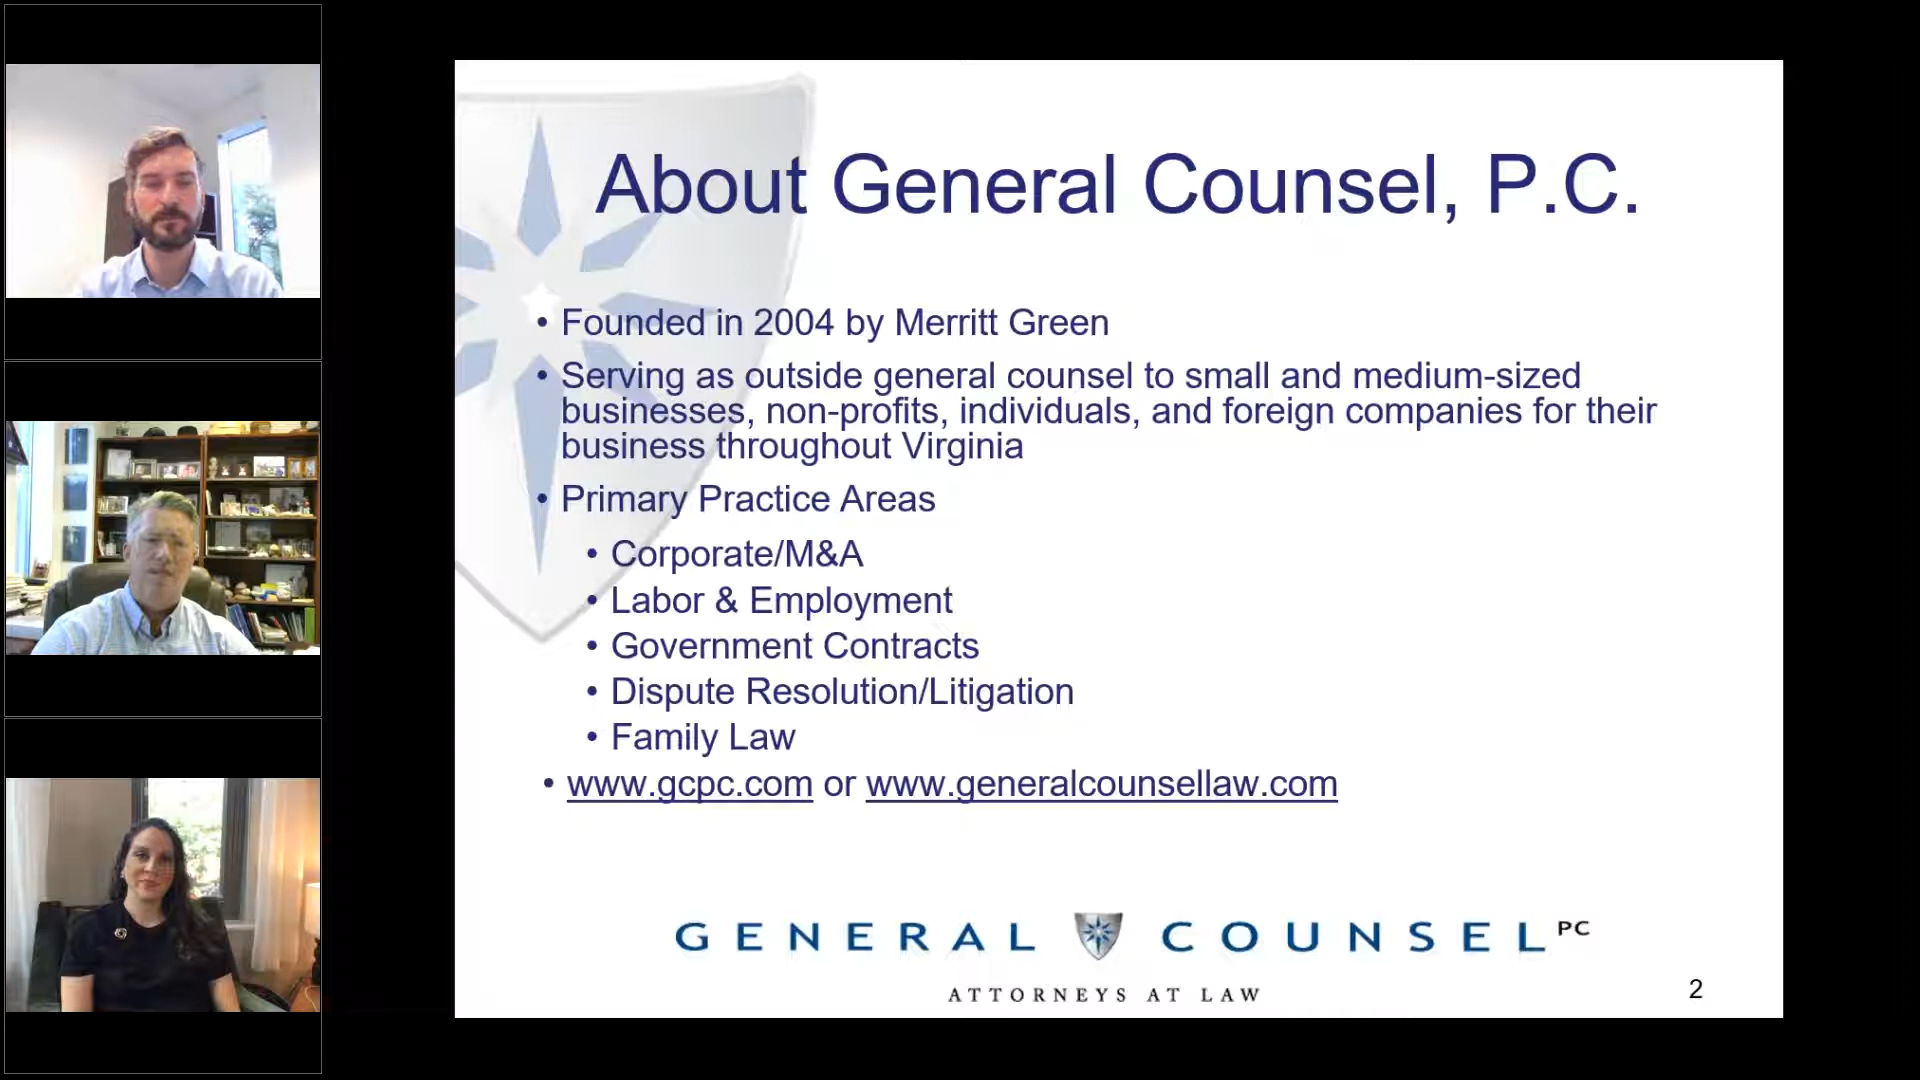 About General Counsel, P.C.
• Founded in 2004 by Merritt Green
• Serving as outside general counsel to small and medium-sized
businesses, non-profits, individuals, and foreign companies for their
business throughout Virginia
• Primary Practice Areas
• Corporate/M&A
• Labor & Employment
• Government Contracts
• Dispute Resolution/Litigation
• Family Law
• www.gcpc.com or www.generalcounsellaw.com
GENERAL COUNSEL PC
ATTORNEYS AT LAW
2